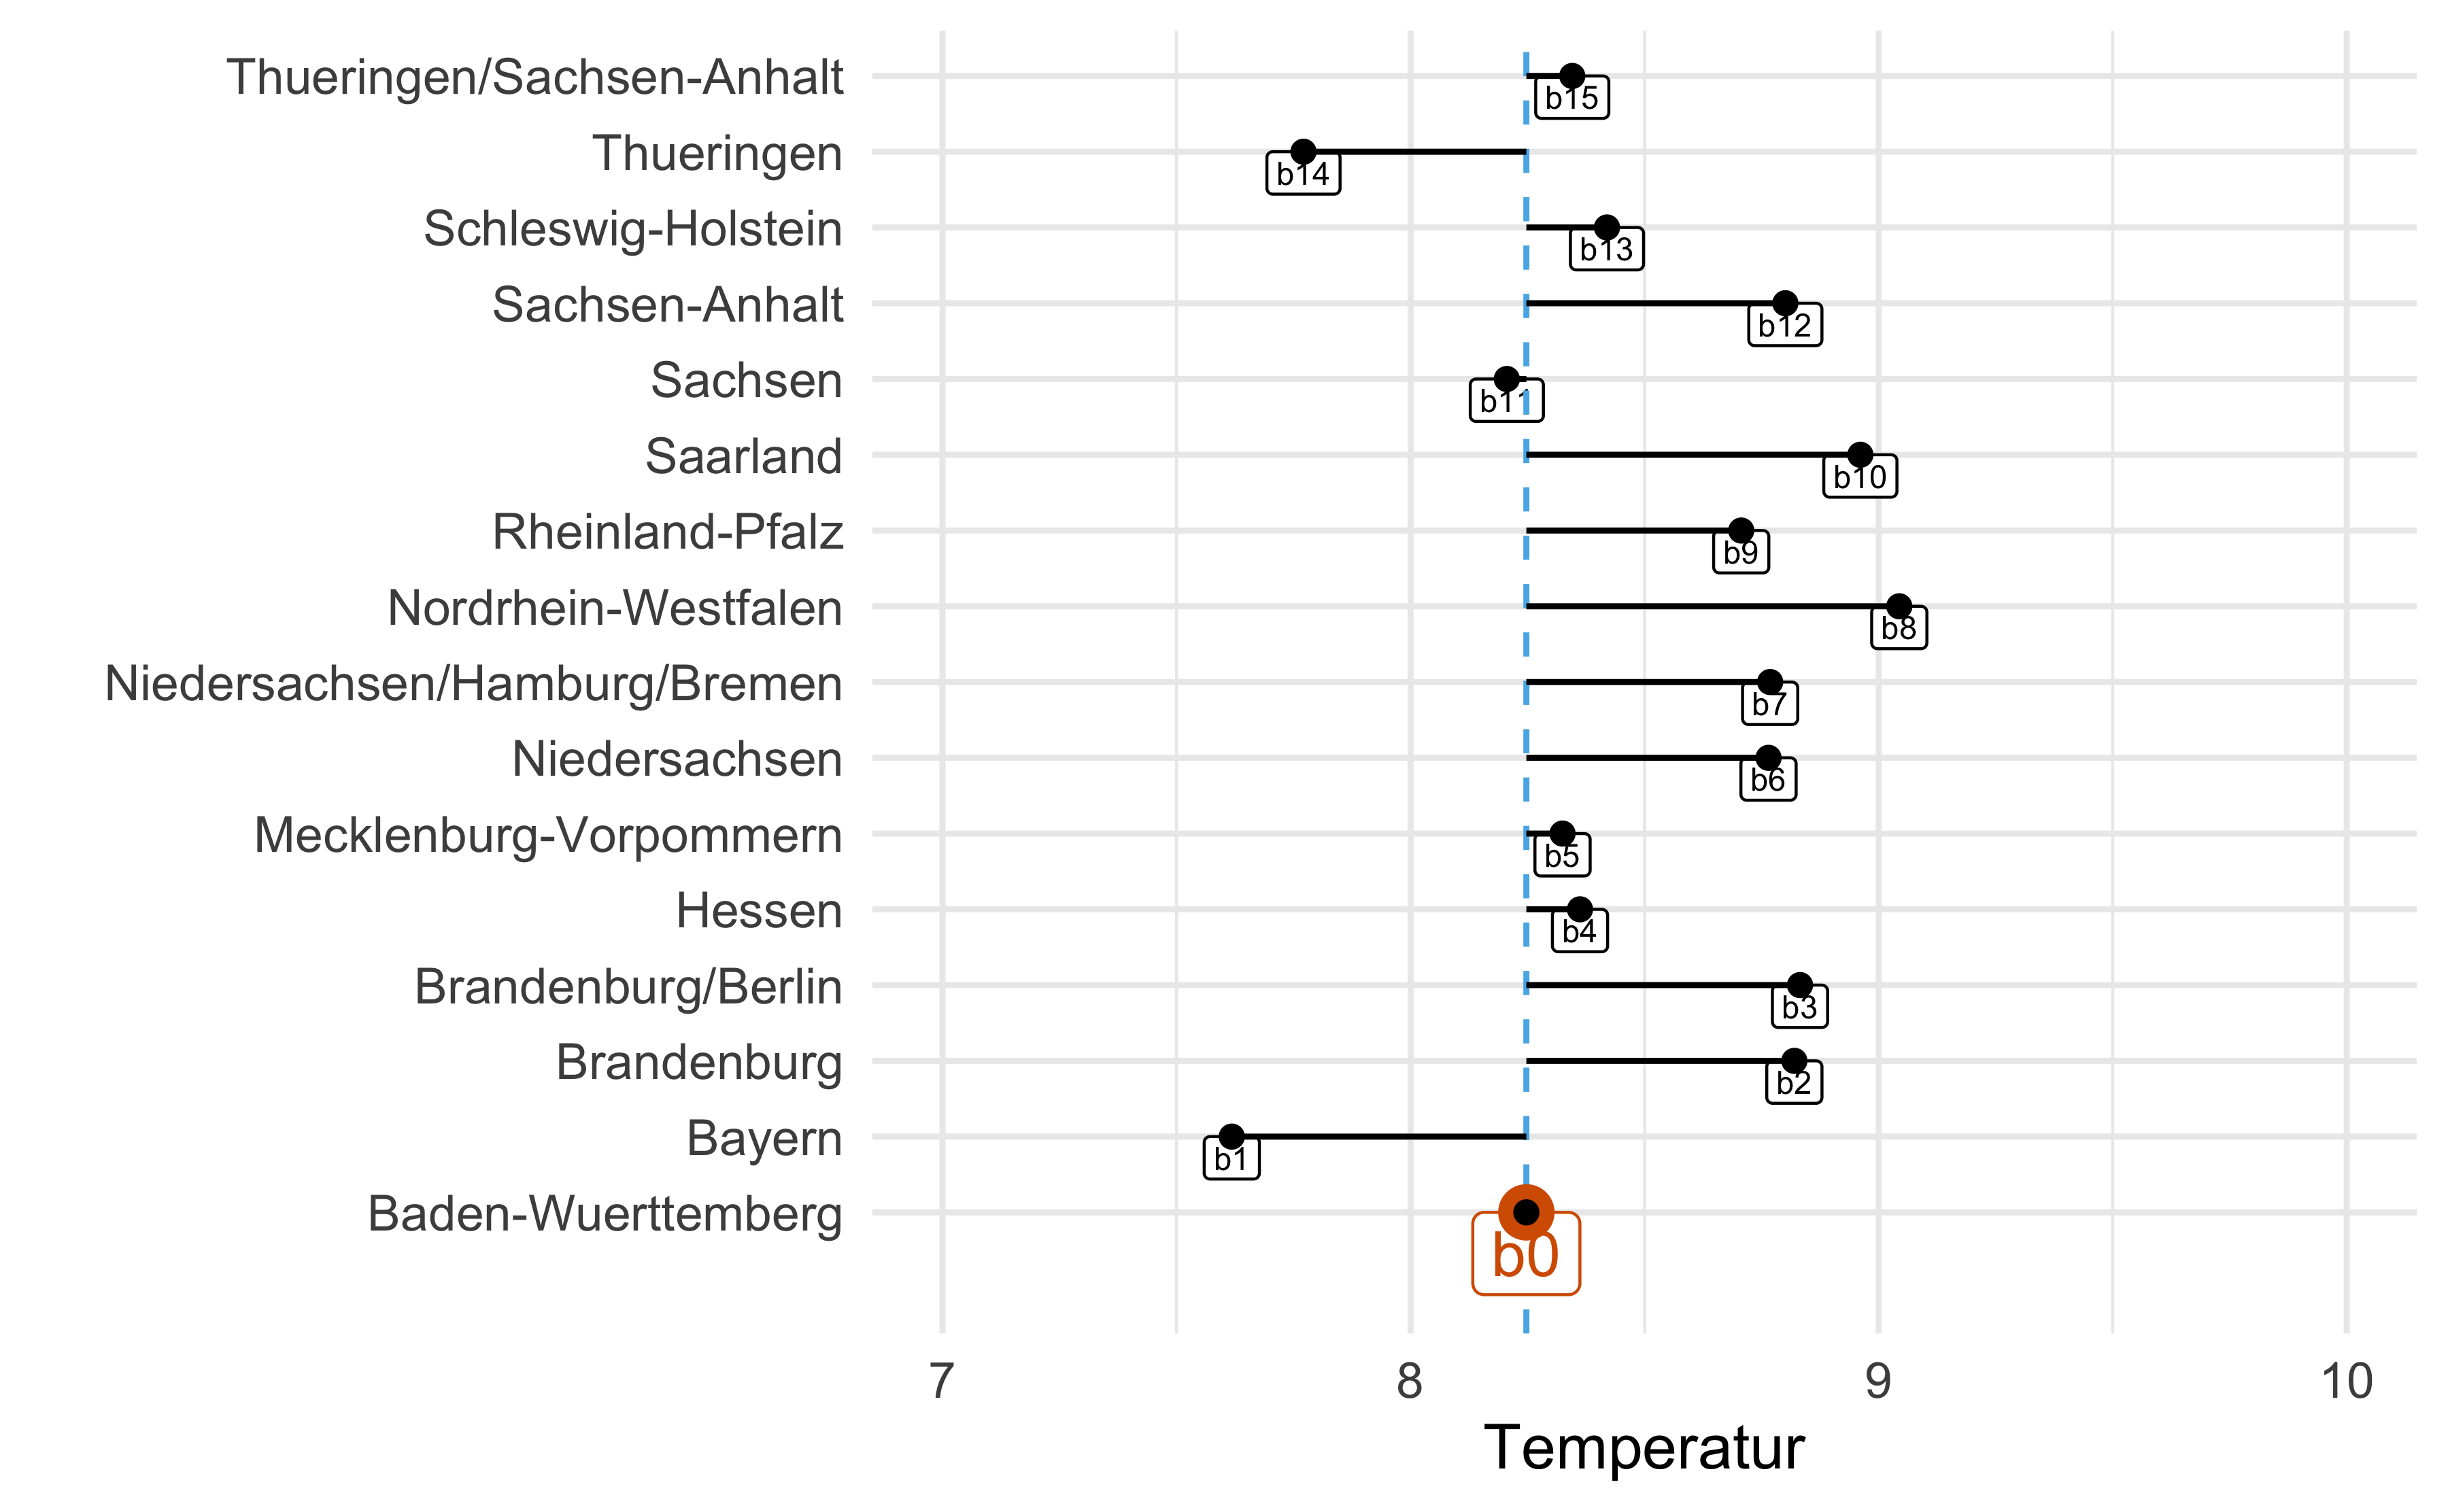 Thueringen/Sachsen-Anhalt
b15
Thueringen
b14
Schleswig-Holstein
b13
Sachsen-Anhalt
b12
Sachsen
b11
Saarland
b10
Rheinland-Pfalz
b9
Nordrhein-Westfalen
b8
Niedersachsen/Hamburg/Bremen
b7
Niedersachsen
b6
Mecklenburg-Vorpommern
b5
Hessen
b4
Brandenburg/Berlin
b3
Brandenburg
b2
Bayern
b1
Baden-Wuerttemberg
b0
7 8 9 10
Temperatur